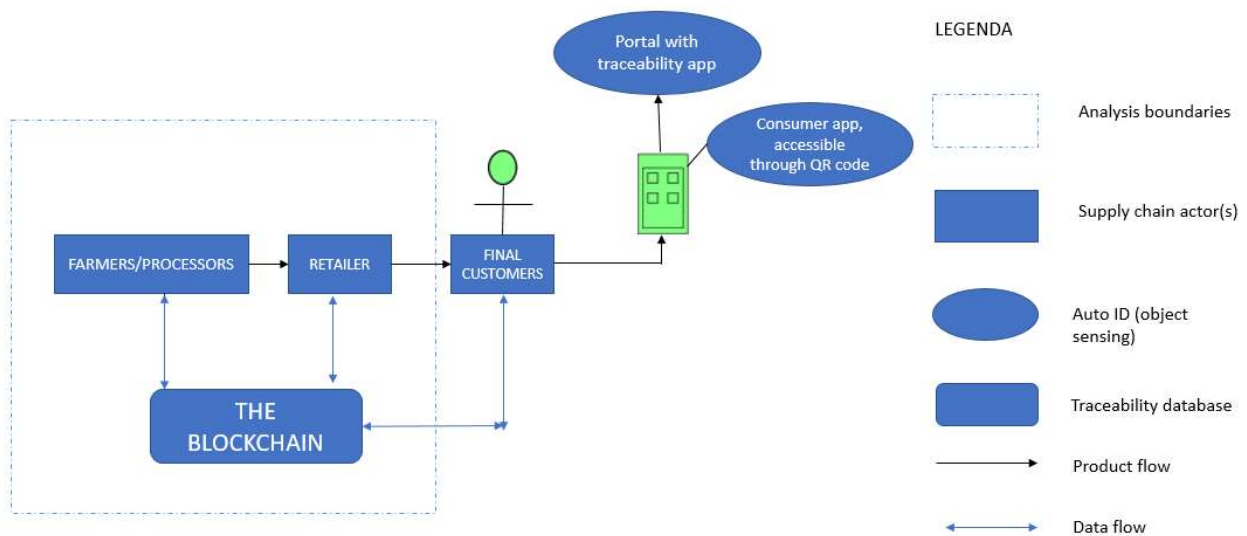 Portal with
traceability app
Consumer app,
accessible
through QR code
FARMERS/PROCESSORS
RETAILER
FINAL
CUSTOMERS
THE
BLOCKCHAIN
LEGENDA
Analysis boundaries
Supply chain actor(s)
Auto ID (object
sensing)
Traceability database
Product flow
Data flow